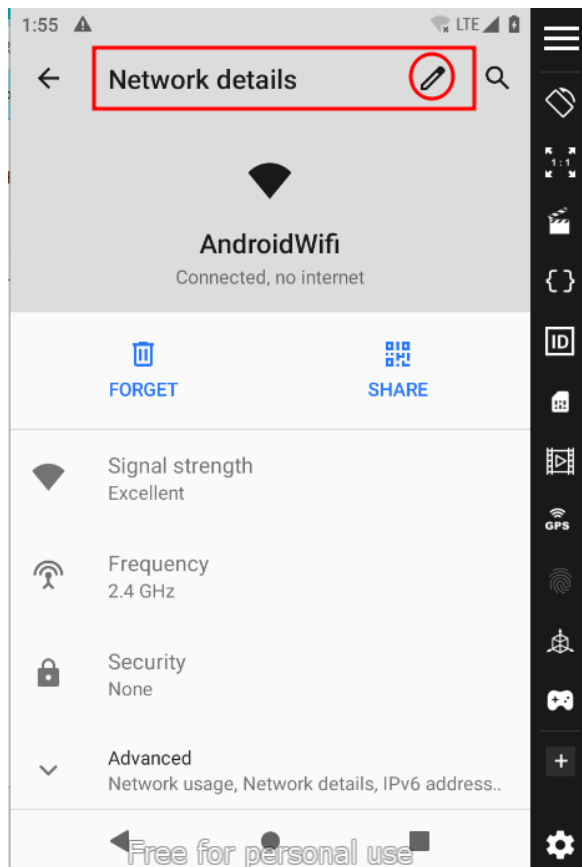 1:55 LTE
Network details
1:1
AndroidWifi
Connected, no internet
{ }
ID
FORGET SHARE
Signal strength
Excellent
GPS
Frequency
2.4 GHz
Security
None
Advanced
Network usage, Network details, IPv6 address..
Free for personal use